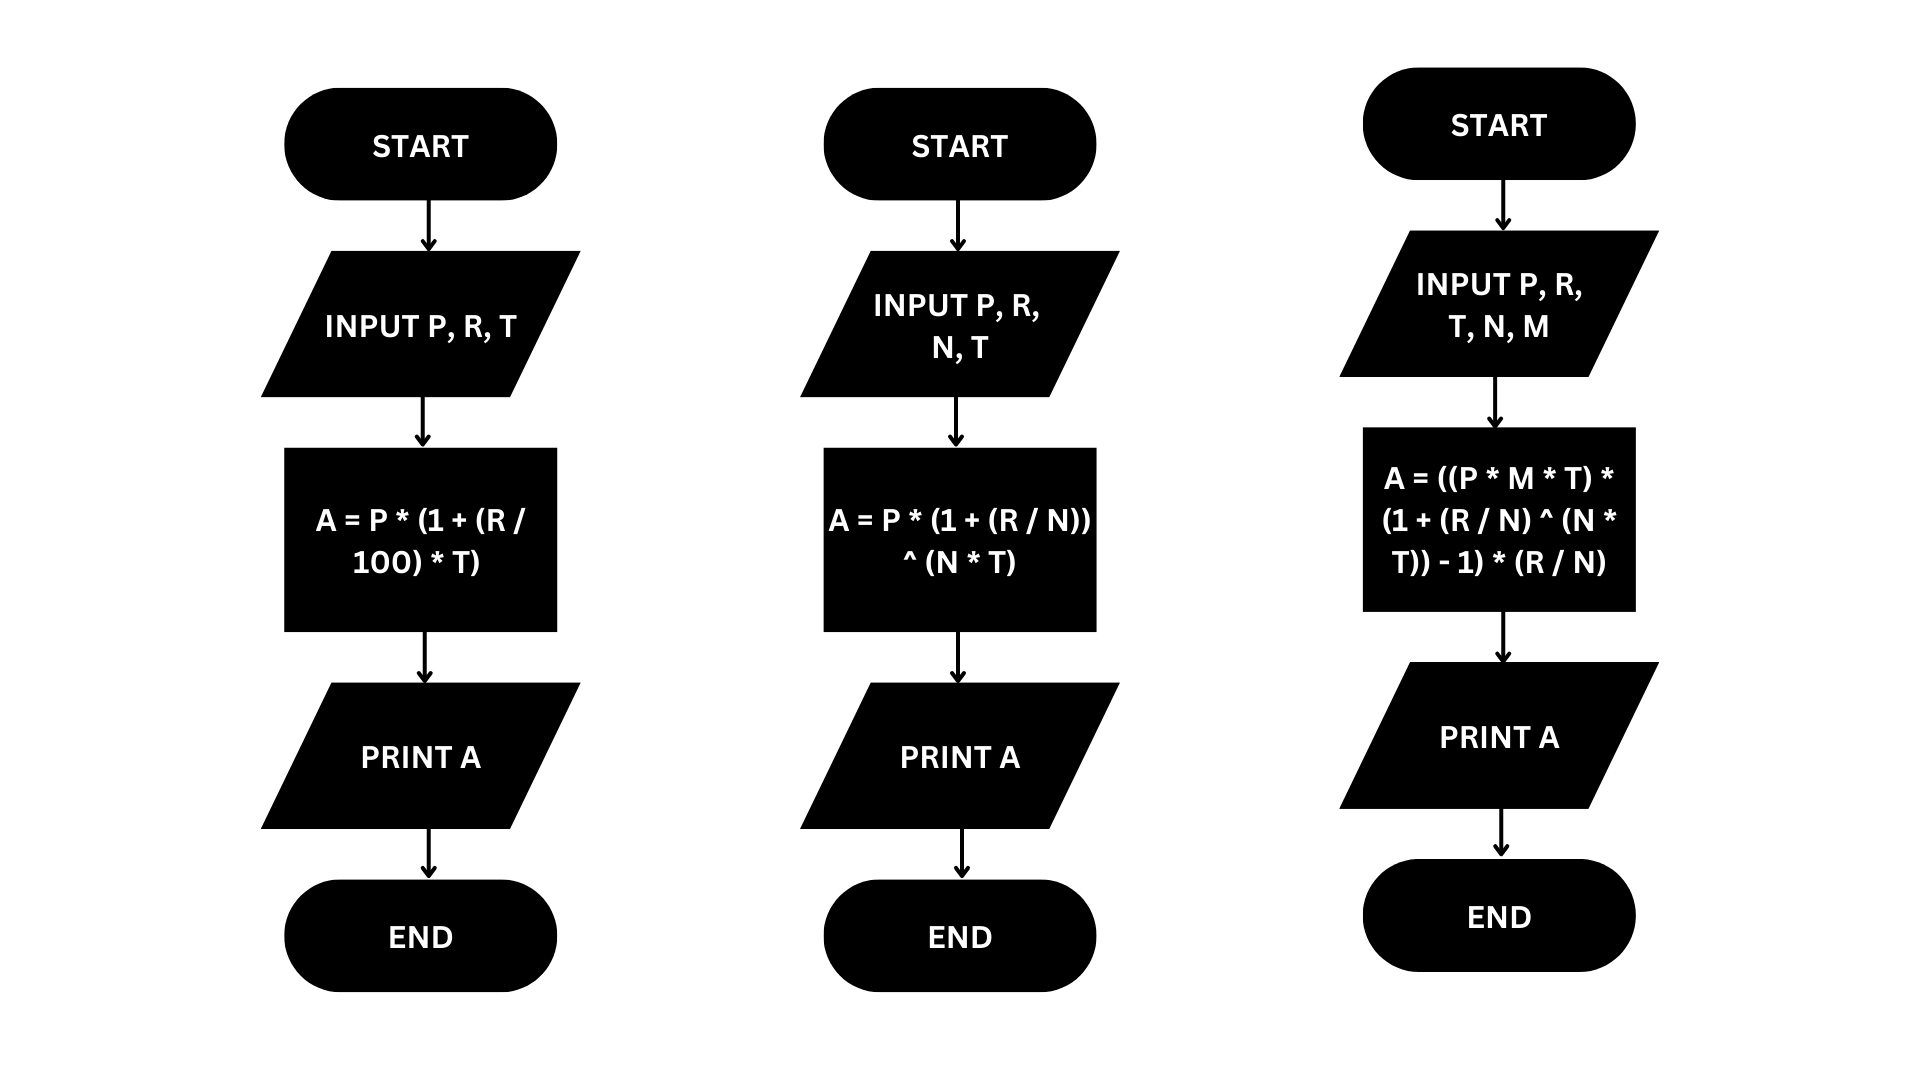 START
INPUT P, R, T
A = P * (1 + (R /
100) * T)
PRINT A
END
START
INPUT P, R,
N, T
A = P * (1 + (R / N))
^ (N * T)
PRINT A
END
START
INPUT P, R,
T, N, M
A = ((P * M * T) *
(1 + (R / N) ^ (N *
T)) - 1) * (R / N)
PRINT A
END